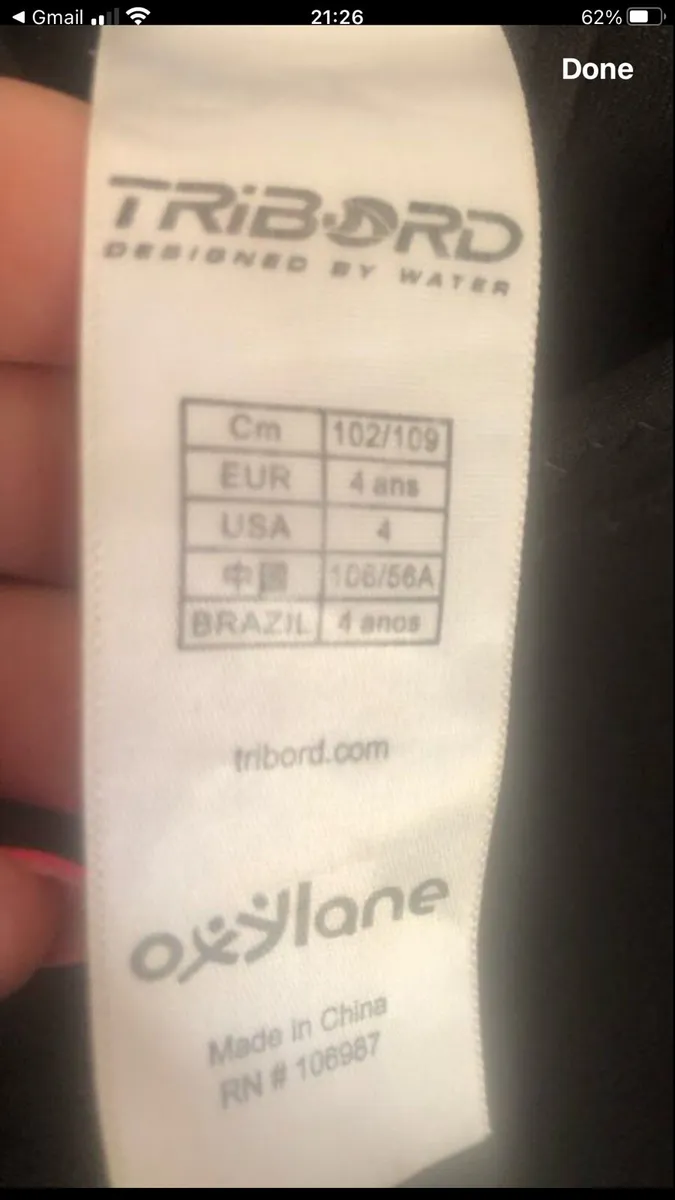 Gmail 21:26 62%
Done
TRiBORD
DESIGNED BY WATER
Cm 102/109
EUR 4 ans
USA 4
中國 106/56A
BRAZIL 4 anos
tribord.com
oxylane
Made in China
RN # 106987